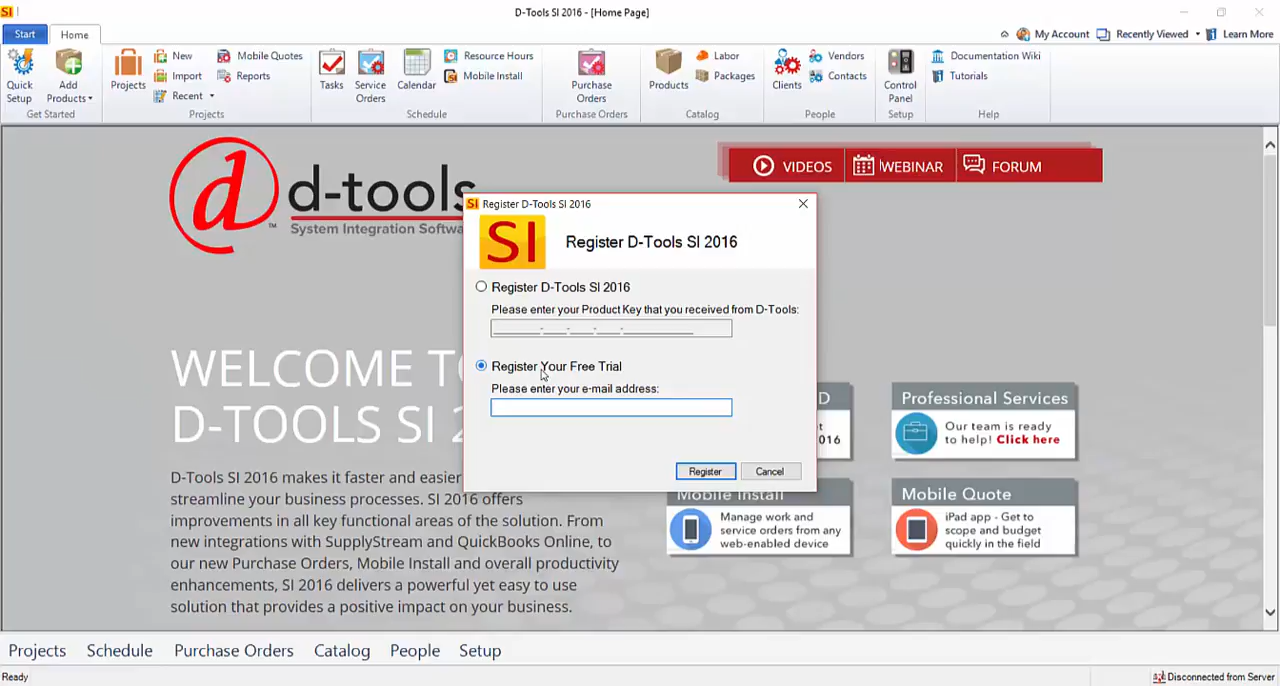 SI
D-Tools SI 2016 - [Home Page]
Start
Home
My Account
Recently Viewed
Learn More
Quick Setup
Add Products
Get Started
Projects
New
Import
Recent
Mobile Quotes
Reports
Projects
Tasks
Service Orders
Calendar
Resource Hours
Mobile Install
Schedule
Purchase Orders
Purchase Orders
Products
Labor
Packages
Catalog
Clients
Vendors
Contacts
People
Control Panel
Setup
Documentation Wiki
Tutorials
Help
d
d-tools
TM
System Integration Softwa
VIDEOS
WEBINAR
FORUM
SI Register D-Tools SI 2016
SI
Register D-Tools SI 2016
Register D-Tools SI 2016
Please enter your Product Key that you received from D-Tools:
Register Your Free Trial
Please enter your e-mail address:
Register
Cancel
WELCOME TO
D-TOOLS SI 2
D-Tools SI 2016 makes it faster and easier
streamline your business processes. SI 2016 offers
improvements in all key functional areas of the solution. From
new integrations with SupplyStream and QuickBooks Online, to
our new Purchase Orders, Mobile Install and overall productivity
enhancements, SI 2016 delivers a powerful yet easy to use
solution that provides a positive impact on your business.
D
t
016
Professional Services
Our team is ready
to help! Click here
Mobile Install
Manage work and
service orders from any
web-enabled device
Mobile Quote
iPad app - Get to
scope and budget
quickly in the field
Projects
Schedule
Purchase Orders
Catalog
People
Setup
Ready
Disconnected from Server